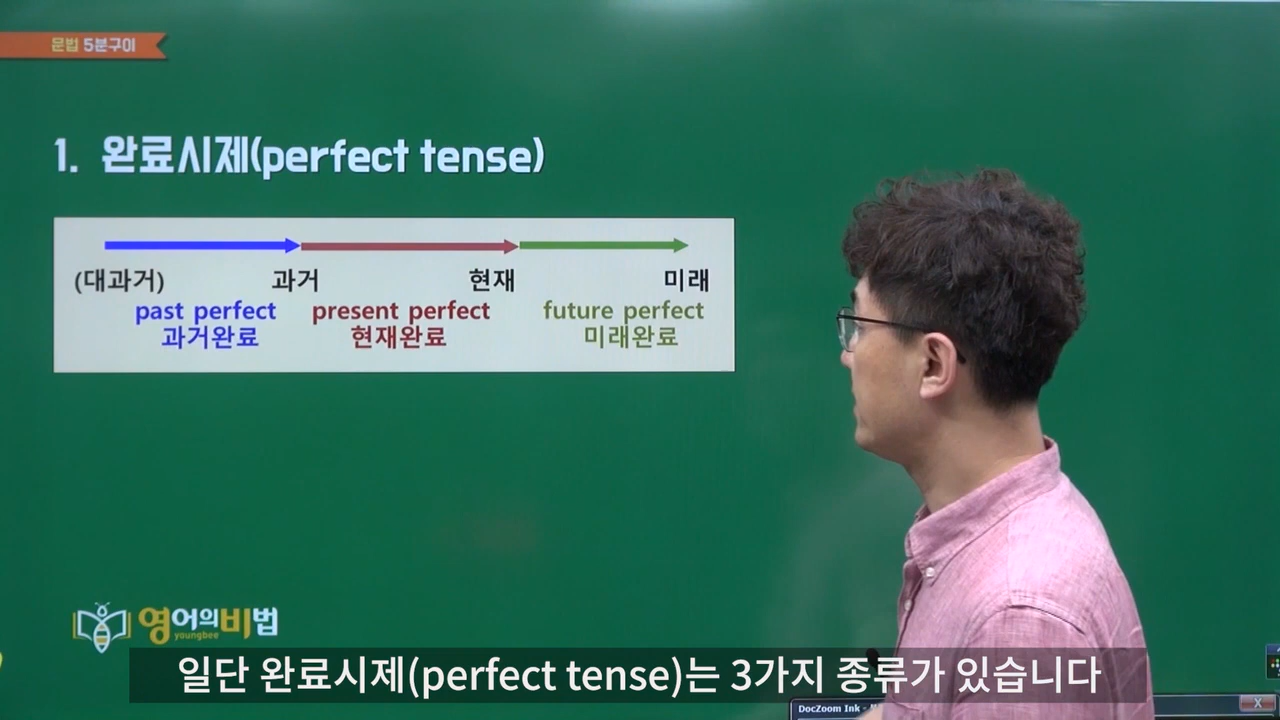 문법 5분구이
1. 완료시제(perfect tense)
(대과거) 과거 현재 미래
past perfect present perfect future perfect
과거완료 현재완료 미래완료
영어의비법
youngbee
일단 완료시제(perfect tense)는 3가지 종류가 있습니다
DocZoom Ink -
X